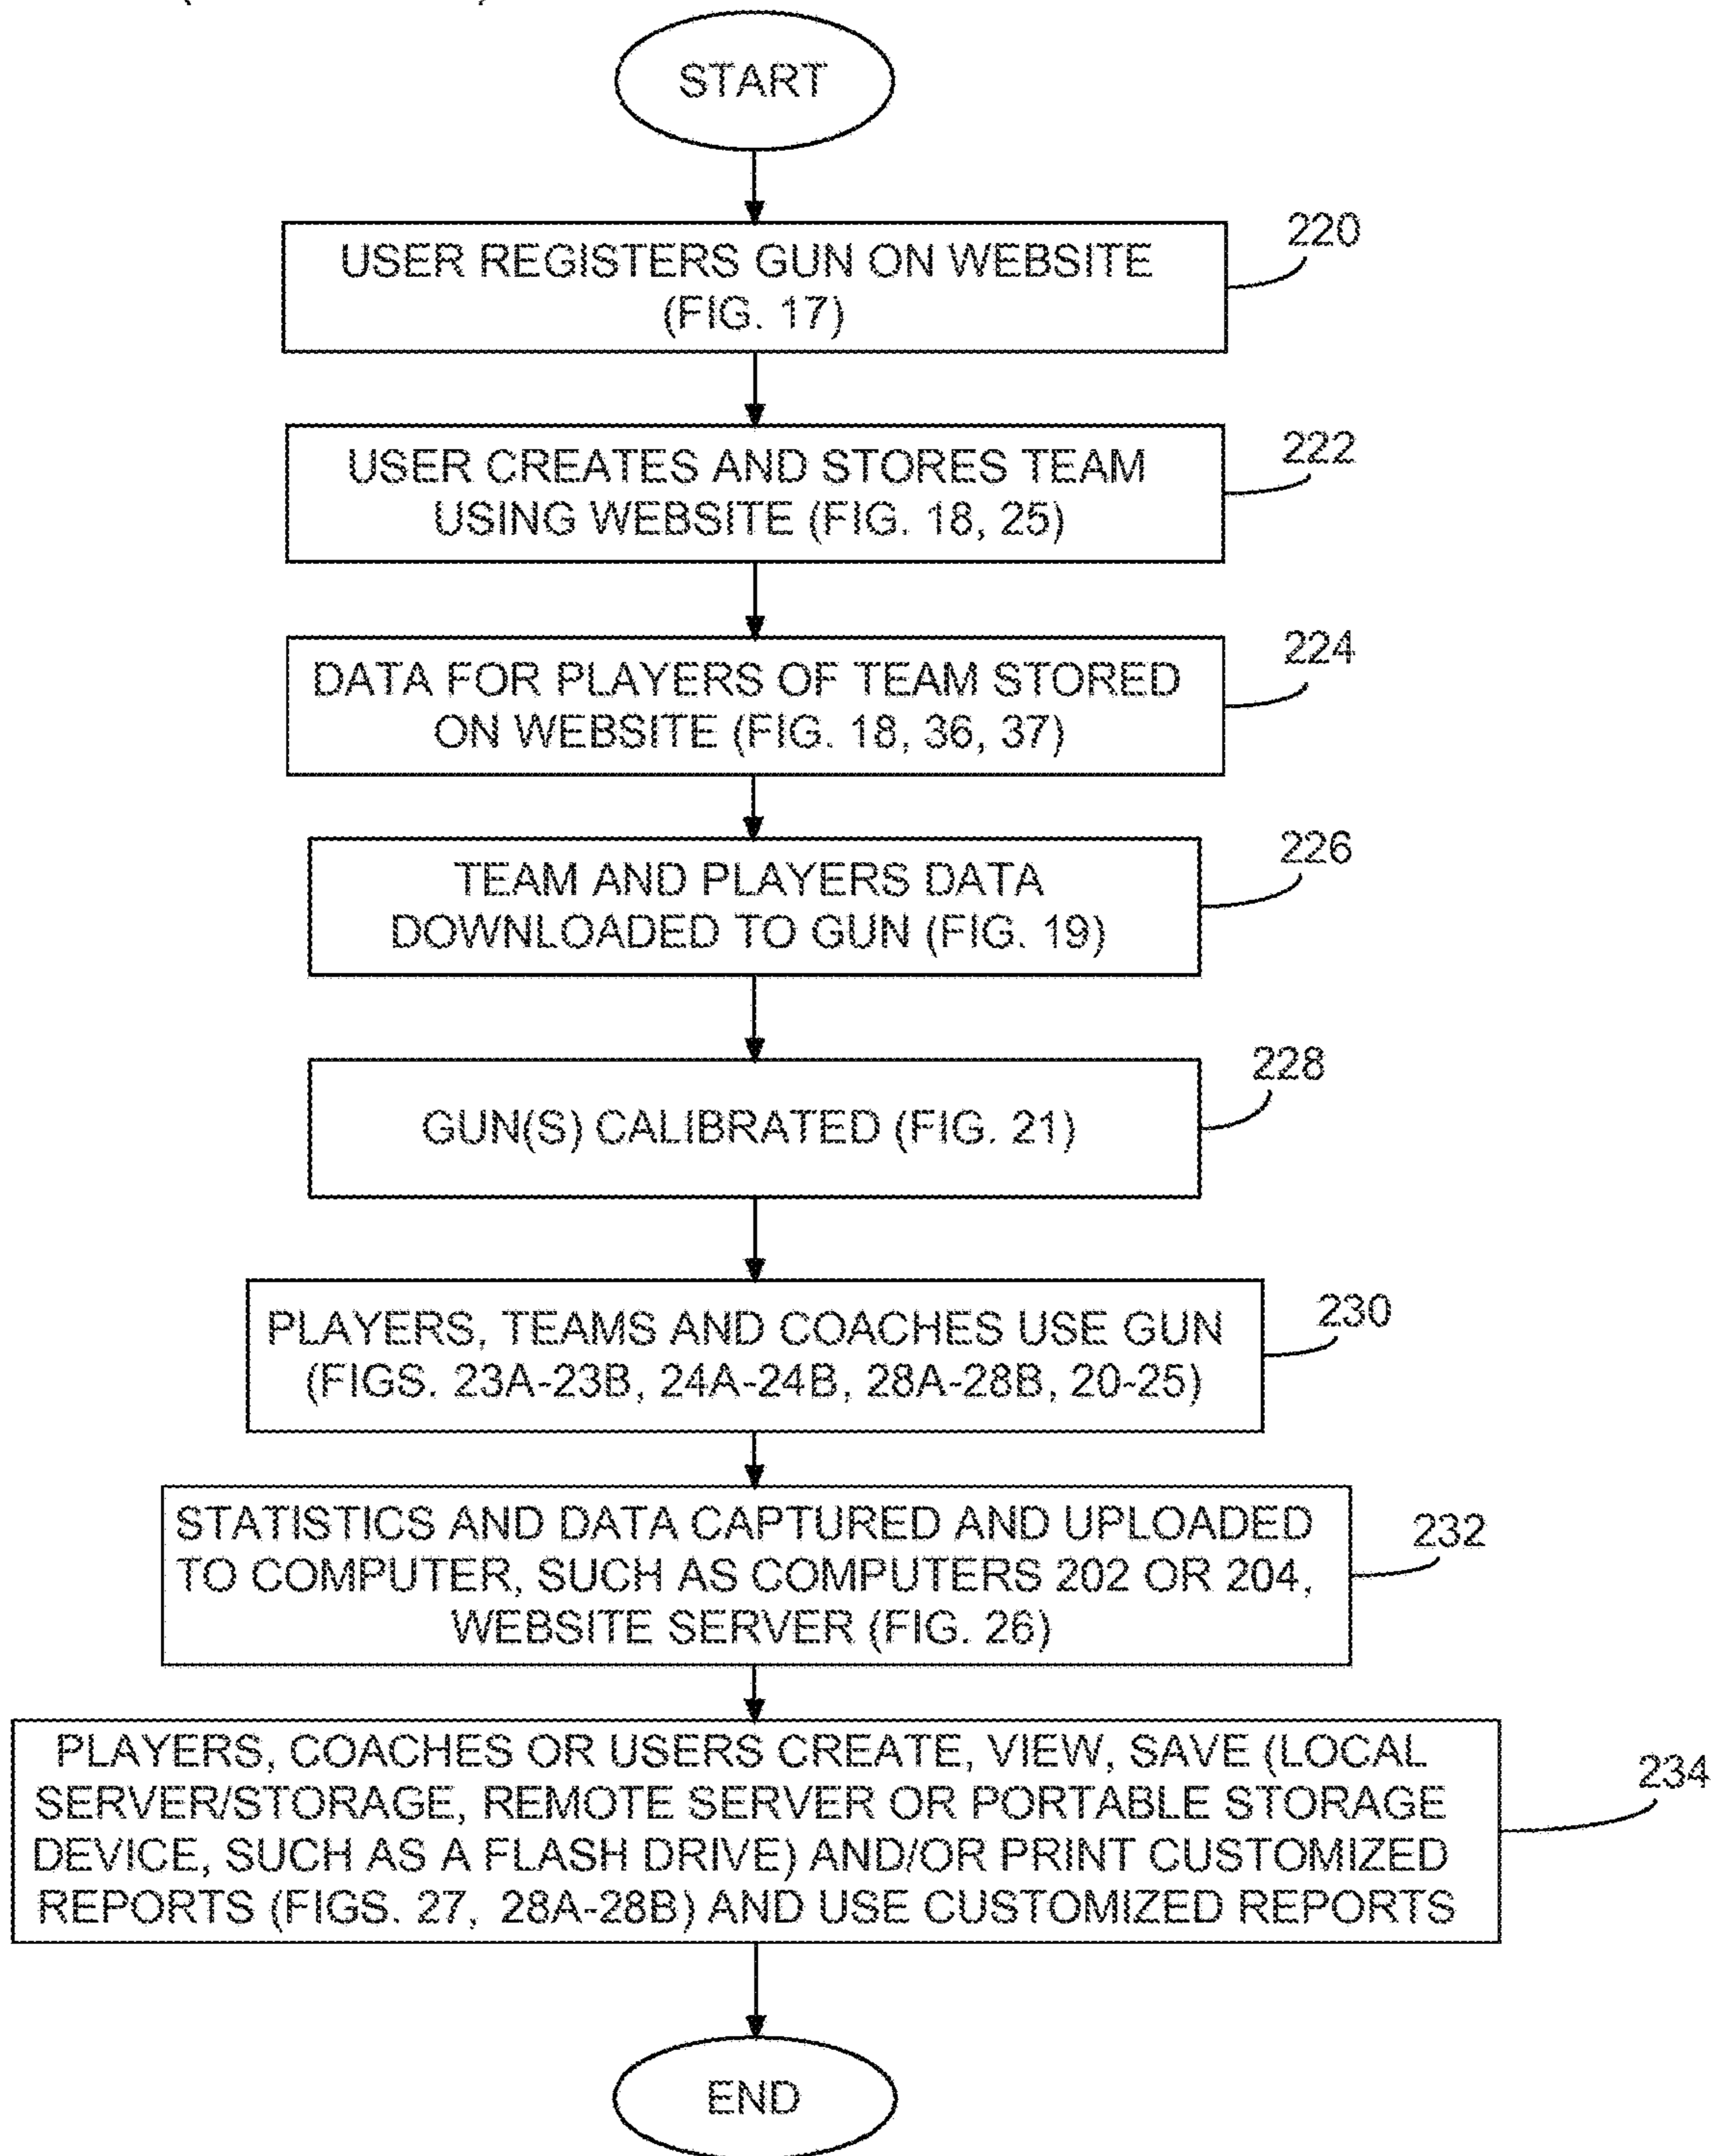 START
USER REGISTERS GUN ON WEBSITE
(FIG. 17)
220
USER CREATES AND STORES TEAM
USING WEBSITE (FIG. 18, 25)
222
DATA FOR PLAYERS OF TEAM STORED
ON WEBSITE (FIG. 18, 36, 37)
224
TEAM AND PLAYERS DATA
DOWNLOADED TO GUN (FIG. 19)
226
GUN(S) CALIBRATED (FIG. 21)
228
PLAYERS, TEAMS AND COACHES USE GUN
(FIGS. 23A-23B, 24A-24B, 28A-28B, 20-25)
230
STATISTICS AND DATA CAPTURED AND UPLOADED
TO COMPUTER, SUCH AS COMPUTERS 202 OR 204,
WEBSITE SERVER (FIG. 26)
232
PLAYERS, COACHES OR USERS CREATE, VIEW, SAVE (LOCAL
SERVER/STORAGE, REMOTE SERVER OR PORTABLE STORAGE
DEVICE, SUCH AS A FLASH DRIVE) AND/OR PRINT CUSTOMIZED
REPORTS (FIGS. 27, 28A-28B) AND USE CUSTOMIZED REPORTS
234
END